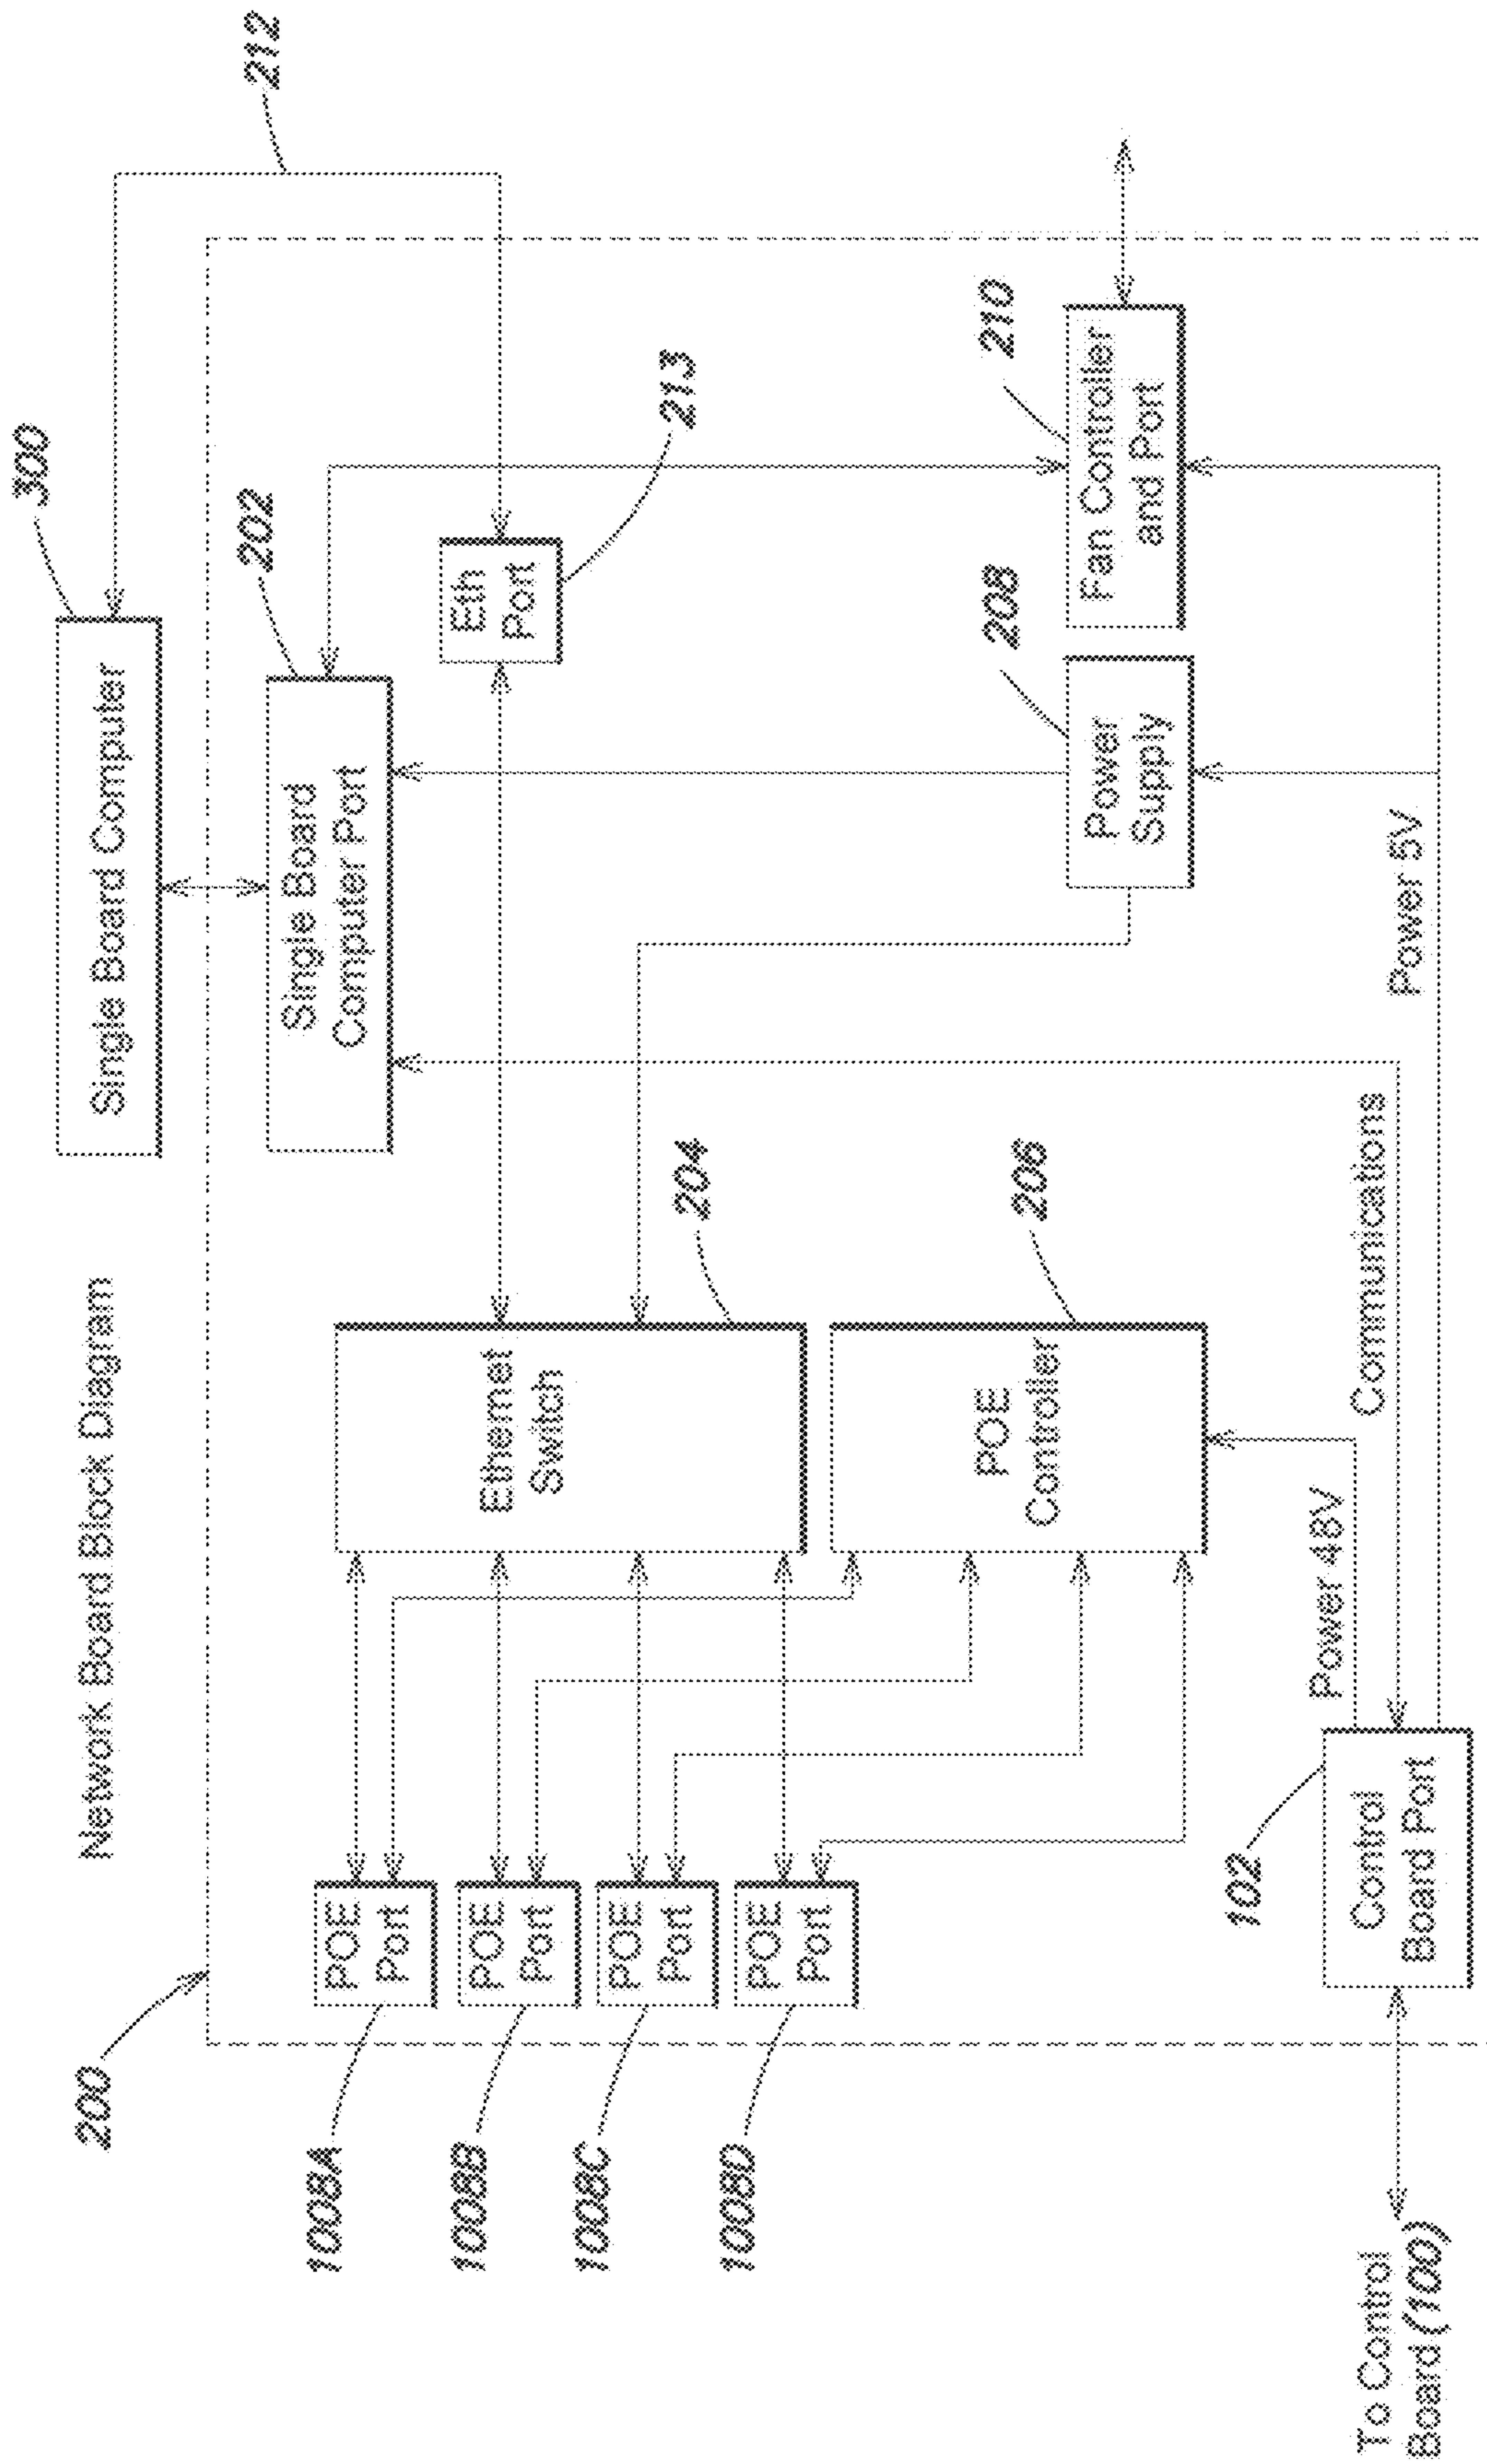 Network Board Block Diagram
200
300
Single Board Computer
212
202
Single Board
Computer Port
1008A
POE
Port
1008B
POE
Port
1008C
POE
Port
1008D
POE
Port
Ethernet
Switch
204
Eth
Port
213
POE
Controller
206
Power
Supply
208
Fan Controller
and Port
210
102
Control
Board Port
Power 48V
Communications
Power 5V
To Control
Board (100)